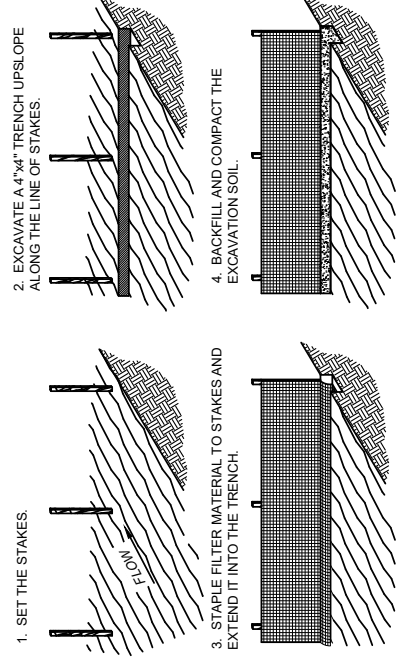 1. SET THE STAKES.
FLOW
2. EXCAVATE A 4"x4" TRENCH UPSLOPE
ALONG THE LINE OF STAKES.
3. STAPLE FILTER MATERIAL TO STAKES AND
EXTEND IT INTO THE TRENCH.
4. BACKFILL AND COMPACT THE
EXCAVATION SOIL.